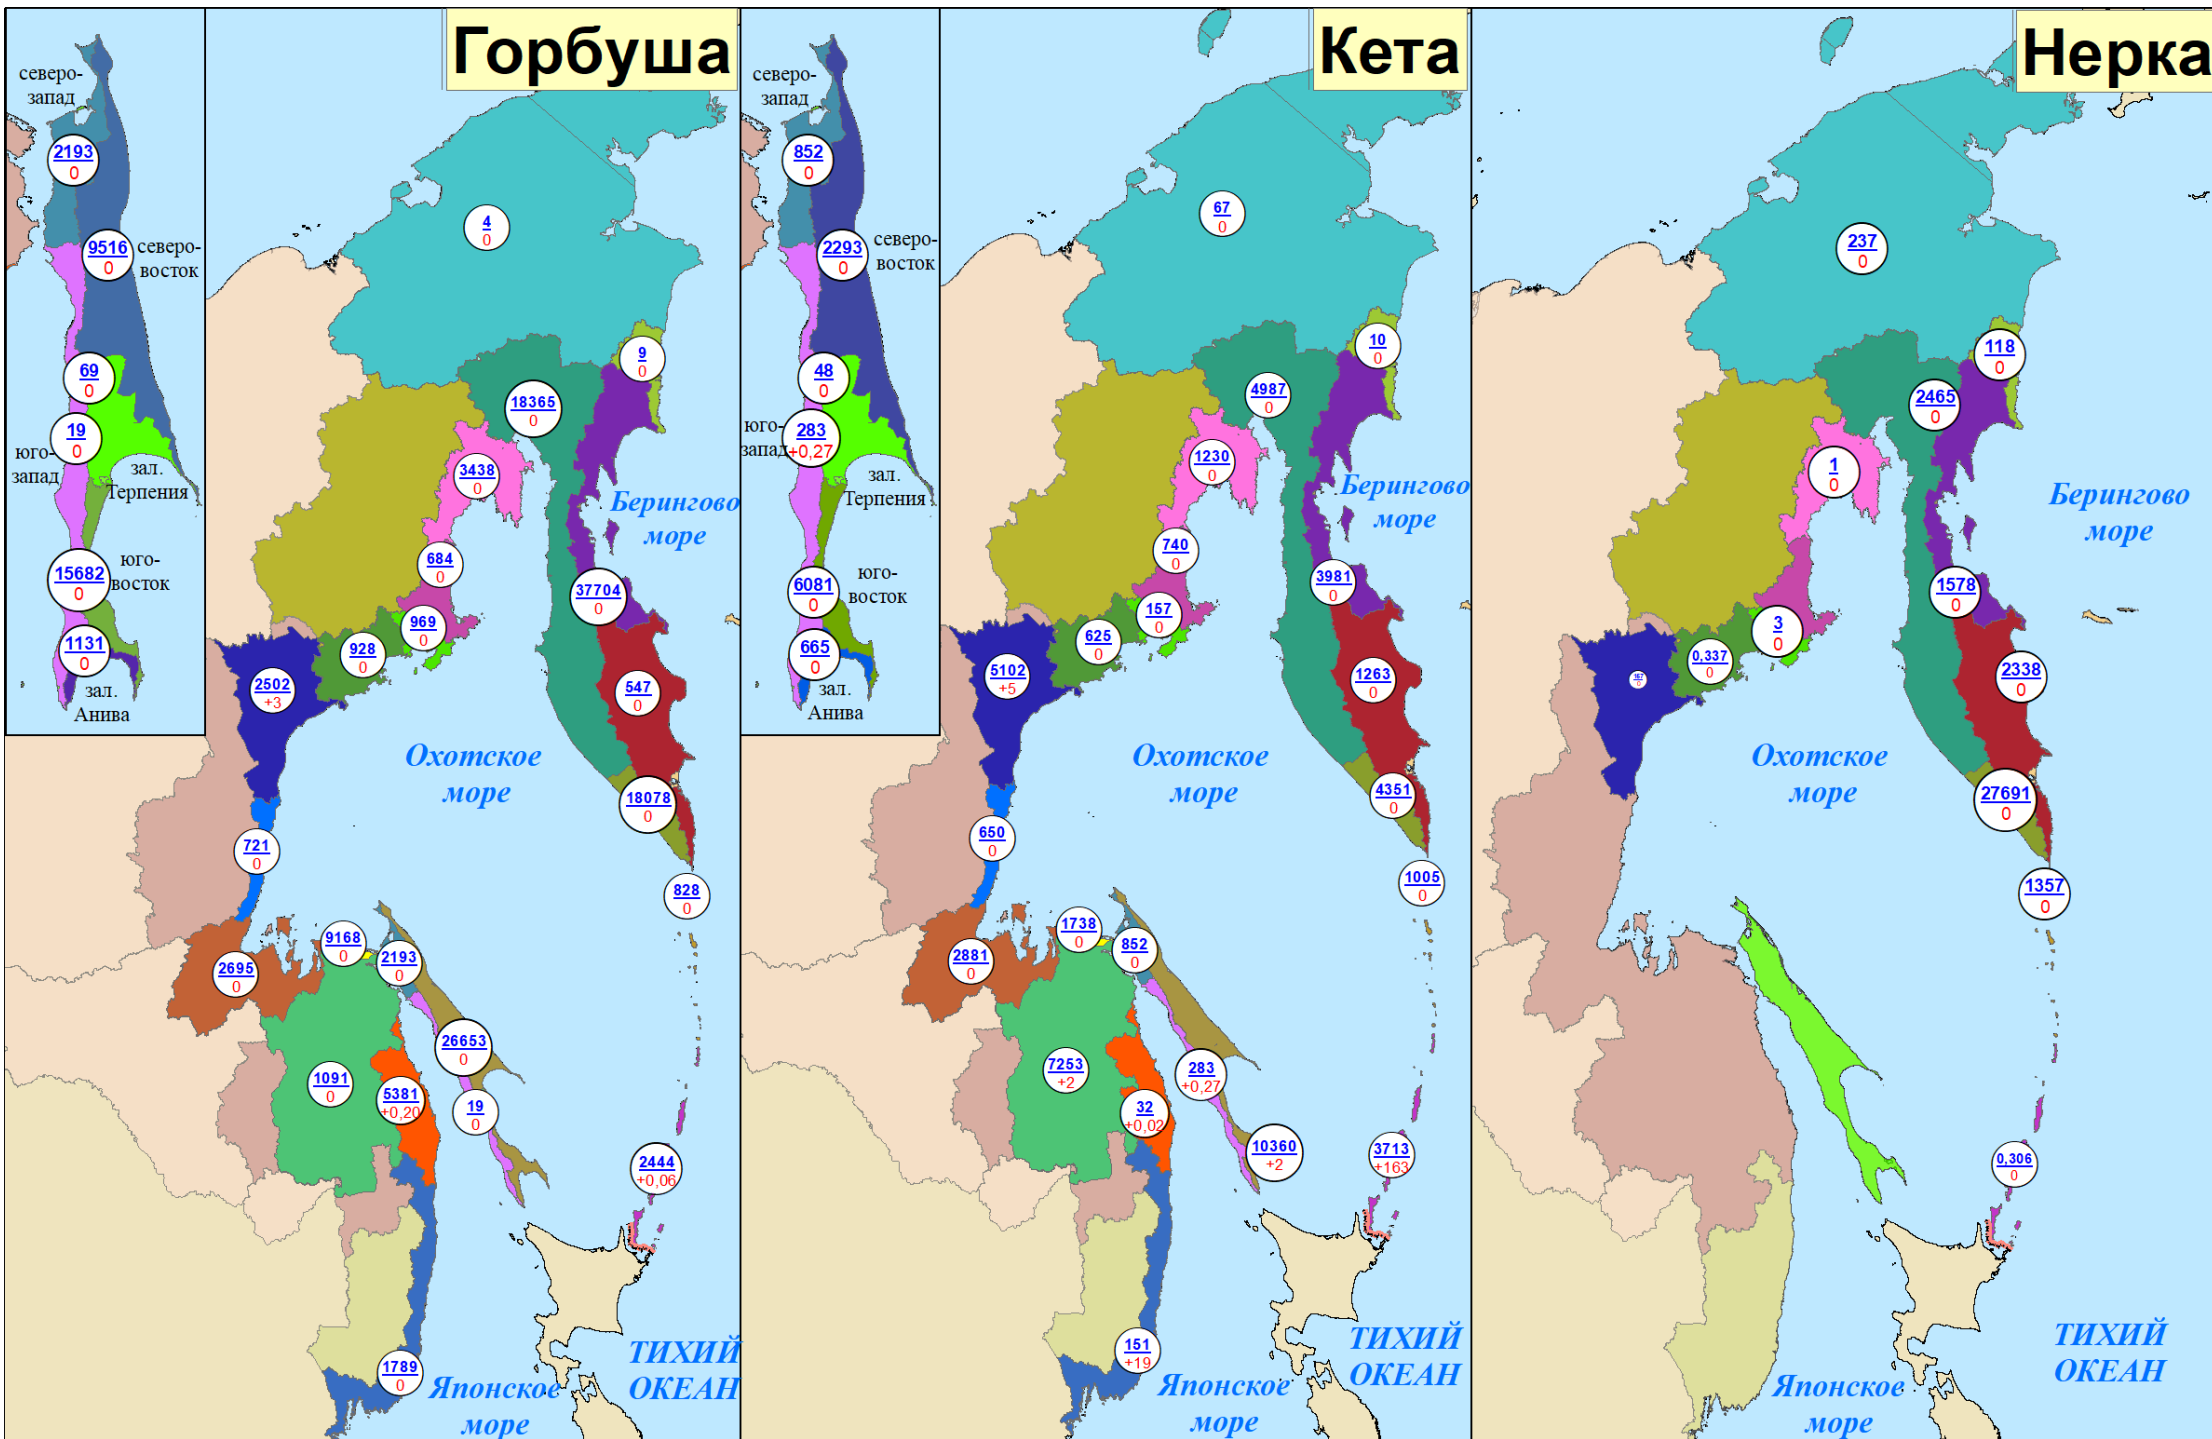 Горбуша
северо-
запад
2193
0
9516
0
северо-
восток
69
0
19
0
юго-
запад
зал.
Терпения
15682
0
юго-
восток
1131
0
зал.
Анива
4
0
9
0
18365
0
3438
0
Берингово
море
684
0
37704
0
969
0
928
0
2502
+3
547
0
Охотское
море
18078
0
721
0
828
0
9168
0
2193
0
2695
0
26653
0
1091
0
5381
+0,20
19
0
2444
+0,06
1789
0
ТИХИЙ
ОКЕАН
Японское
море
Кета
северо-
запад
852
0
2293
0
северо-
восток
48
0
юго-
запад
283
+0,27
зал.
Терпения
6081
0
юго-
восток
665
0
зал.
Анива
67
0
10
0
4987
0
1230
0
Берингово
море
740
0
3981
0
157
0
625
0
5102
+5
1263
0
Охотское
море
4351
0
650
0
1005
0
1738
0
852
0
2881
0
7253
+2
283
+0,27
32
+0,02
10360
+2
3713
+163
151
+19
ТИХИЙ
ОКЕАН
Японское
море
Нерка
237
0
118
0
2465
0
1
0
Берингово
море
1578
0
3
0
0,337
0
167
0
2338
0
Охотское
море
27691
0
1357
0
0,306
0
ТИХИЙ
ОКЕАН
Японское
море